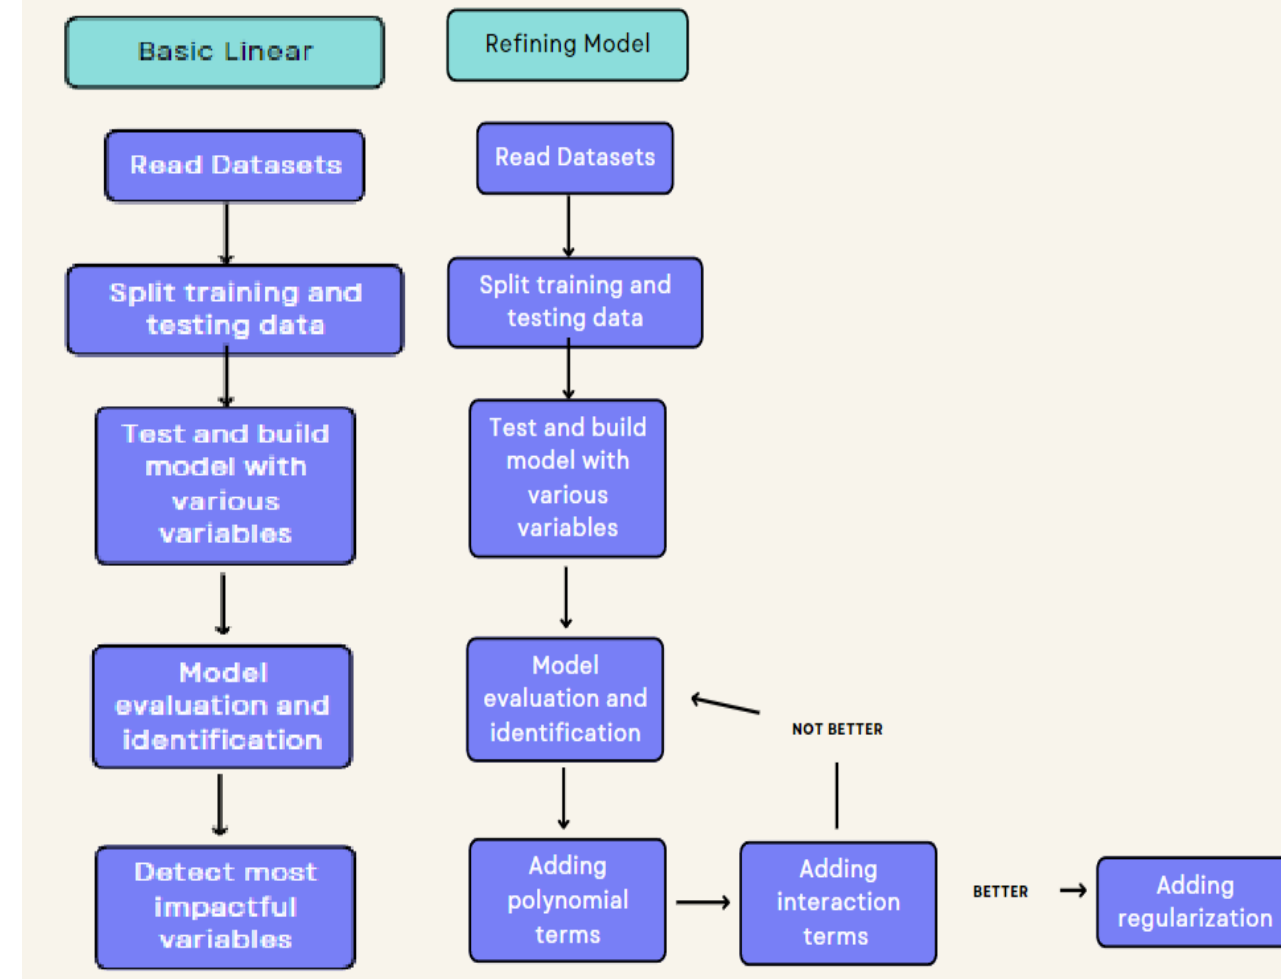 Basic Linear
Read Datasets
Split training and
testing data
Test and build
model with
various
variables
Model
evaluation and
identification
Detect most
impactful
variables
Refining Model
Read Datasets
Split training and
testing data
Test and build
model with
various
variables
Model
evaluation and
identification
NOT BETTER
Adding
polynomial
terms
Adding
interaction
terms
BETTER
Adding
regularization